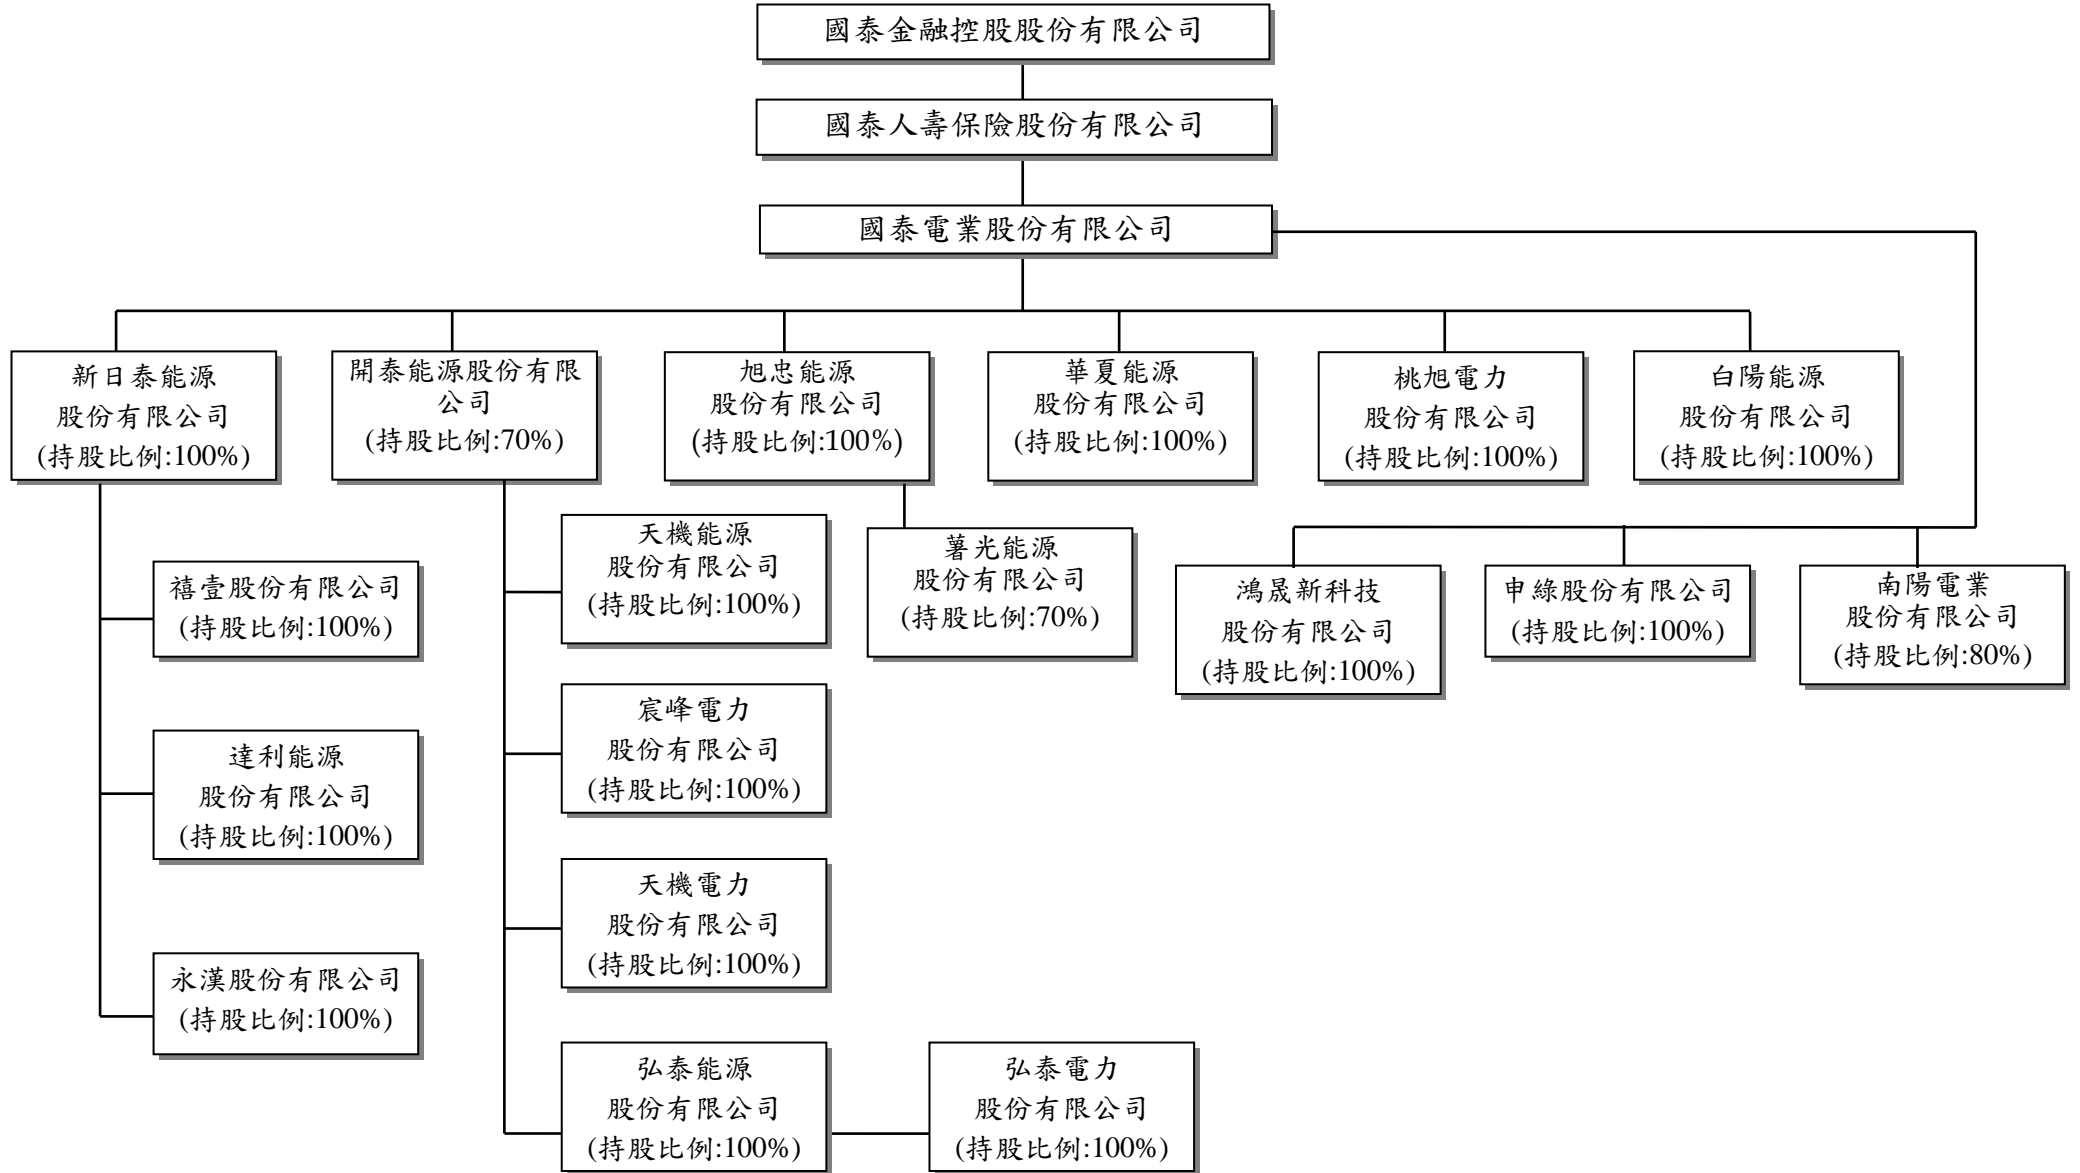 國泰金融控股股份有限公司
國泰人壽保險股份有限公司
國泰電業股份有限公司
新日泰能源
股份有限公司
(持股比例:100%)
開泰能源股份有限
公司
(持股比例:70%)
旭忠能源
股份有限公司
(持股比例:100%)
華夏能源
股份有限公司
(持股比例:100%)
桃旭電力
股份有限公司
(持股比例:100%)
白陽能源
股份有限公司
(持股比例:100%)
天機能源
股份有限公司
(持股比例:100%)
薯光能源
股份有限公司
(持股比例:70%)
禧壹股份有限公司
(持股比例:100%)
鴻晟新科技
股份有限公司
(持股比例:100%)
申綠股份有限公司
(持股比例:100%)
南陽電業
股份有限公司
(持股比例:80%)
宸峰電力
股份有限公司
(持股比例:100%)
達利能源
股份有限公司
(持股比例:100%)
天機電力
股份有限公司
(持股比例:100%)
永漢股份有限公司
(持股比例:100%)
弘泰能源
股份有限公司
(持股比例:100%)
弘泰電力
股份有限公司
(持股比例:100%)